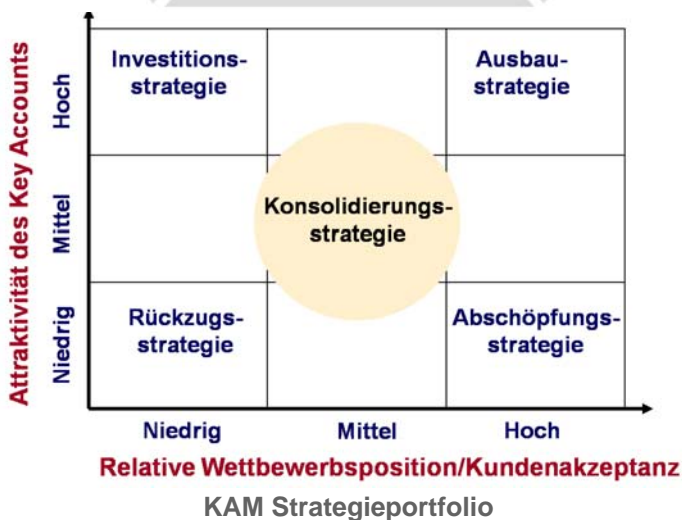 Attraktivität des Key Accounts
Hoch
Mittel
Niedrig
Investitions-
strategie
Ausbau-
strategie
Konsolidierungs-
strategie
Rückzugs-
strategie
Abschöpfungs-
strategie
Niedrig
Mittel
Hoch
Relative Wettbewerbsposition/Kundenakzeptanz
KAM Strategieportfolio